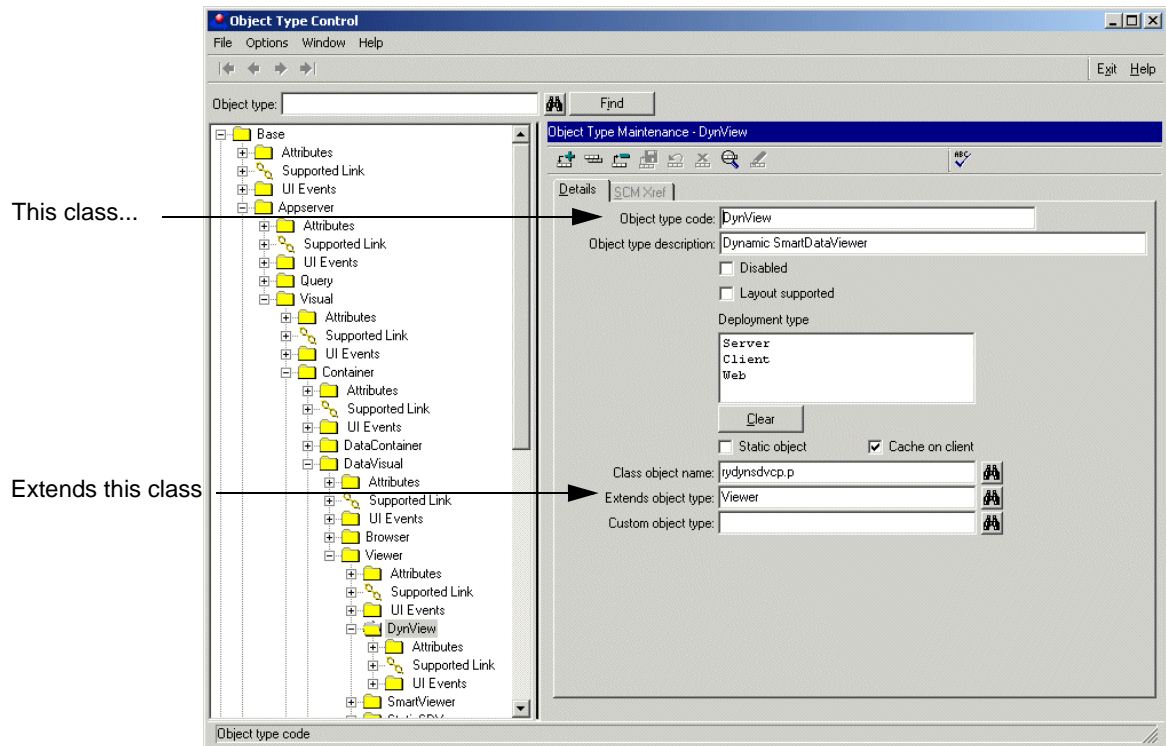 Object Type Control
File Options Window Help
Exit Help
Object type:
Find
Base
Attributes
Supported Link
UI Events
Appserver
Attributes
Supported Link
UI Events
Query
Visual
Attributes
Supported Link
UI Events
Container
Attributes
Supported Link
UI Events
DataContainer
DataVisual
Attributes
Supported Link
UI Events
Browser
Viewer
Attributes
Supported Link
UI Events
DynView
Attributes
Supported Link
UI Events
SmartViewer
Object Type Maintenance - DynView
ABC
Details SCM Xref
This class...
Object type code: DynView
Object type description: Dynamic SmartDataViewer
Disabled
Layout supported
Deployment type
Server
Client
Web
Clear
Static object Cache on client
Class object name: rydynsdvcp.p
Extends this class
Extends object type: Viewer
Custom object type:
Object type code